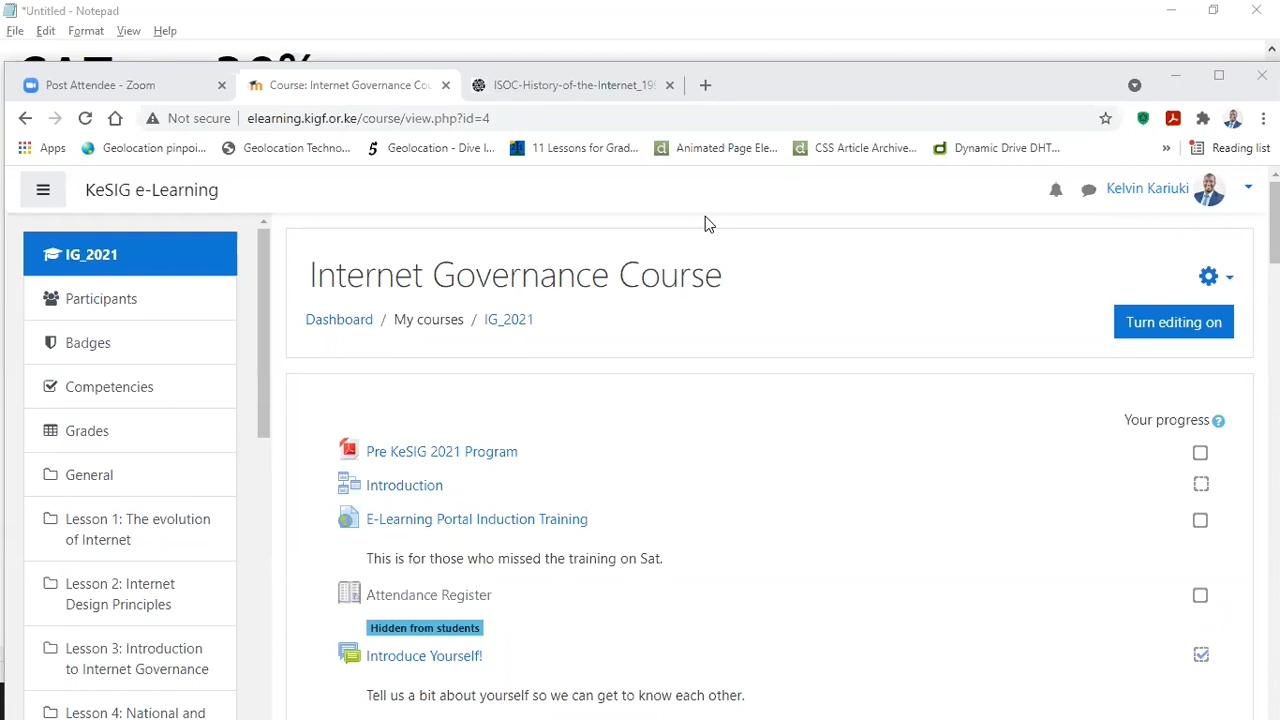 *Untitled - Notepad
File Edit Format View Help
Post Attendee - Zoom
Course: Internet Governance Cou
ISOC-History-of-the-Internet_195
Not secure elearning.kigf.or.ke/course/view.php?id=4
Apps Geolocation pinpoi... Geolocation Techno... Geolocation - Dive I... 11 Lessons for Grad... Animated Page Ele... CSS Article Archive... Dynamic Drive DHT... » Reading list
KeSIG e-Learning
Kelvin Kariuki
IG_2021
Participants
Badges
Competencies
Grades
General
Lesson 1: The evolution
of Internet
Lesson 2: Internet
Design Principles
Lesson 3: Introduction
to Internet Governance
Lesson 4: National and
Internet Governance Course
Dashboard / My courses / IG_2021
Turn editing on
Your progress
Pre KeSIG 2021 Program
Introduction
E-Learning Portal Induction Training
This is for those who missed the training on Sat.
Attendance Register
Hidden from students
Introduce Yourself!
Tell us a bit about yourself so we can get to know each other.